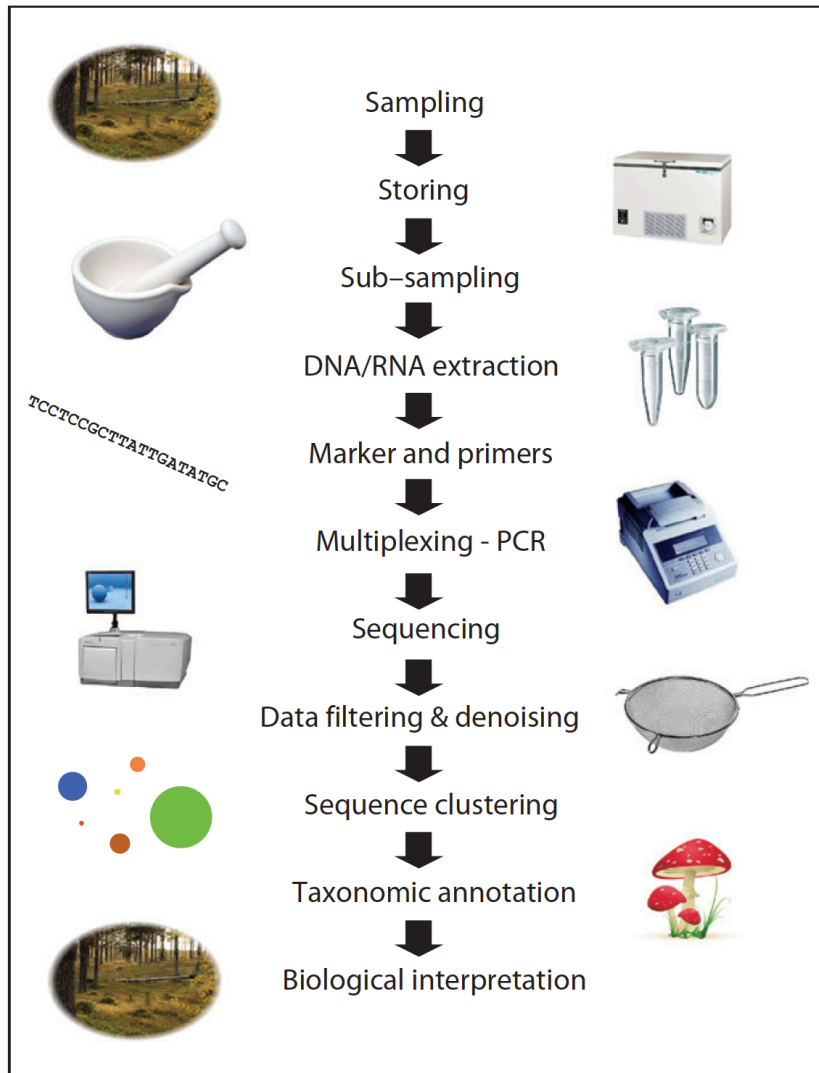 Sampling
Storing
Sub–sampling
DNA/RNA extraction
TCCTCCGCTTATTGATATGC
Marker and primers
Multiplexing - PCR
Sequencing
Data filtering & denoising
Sequence clustering
Taxonomic annotation
Biological interpretation